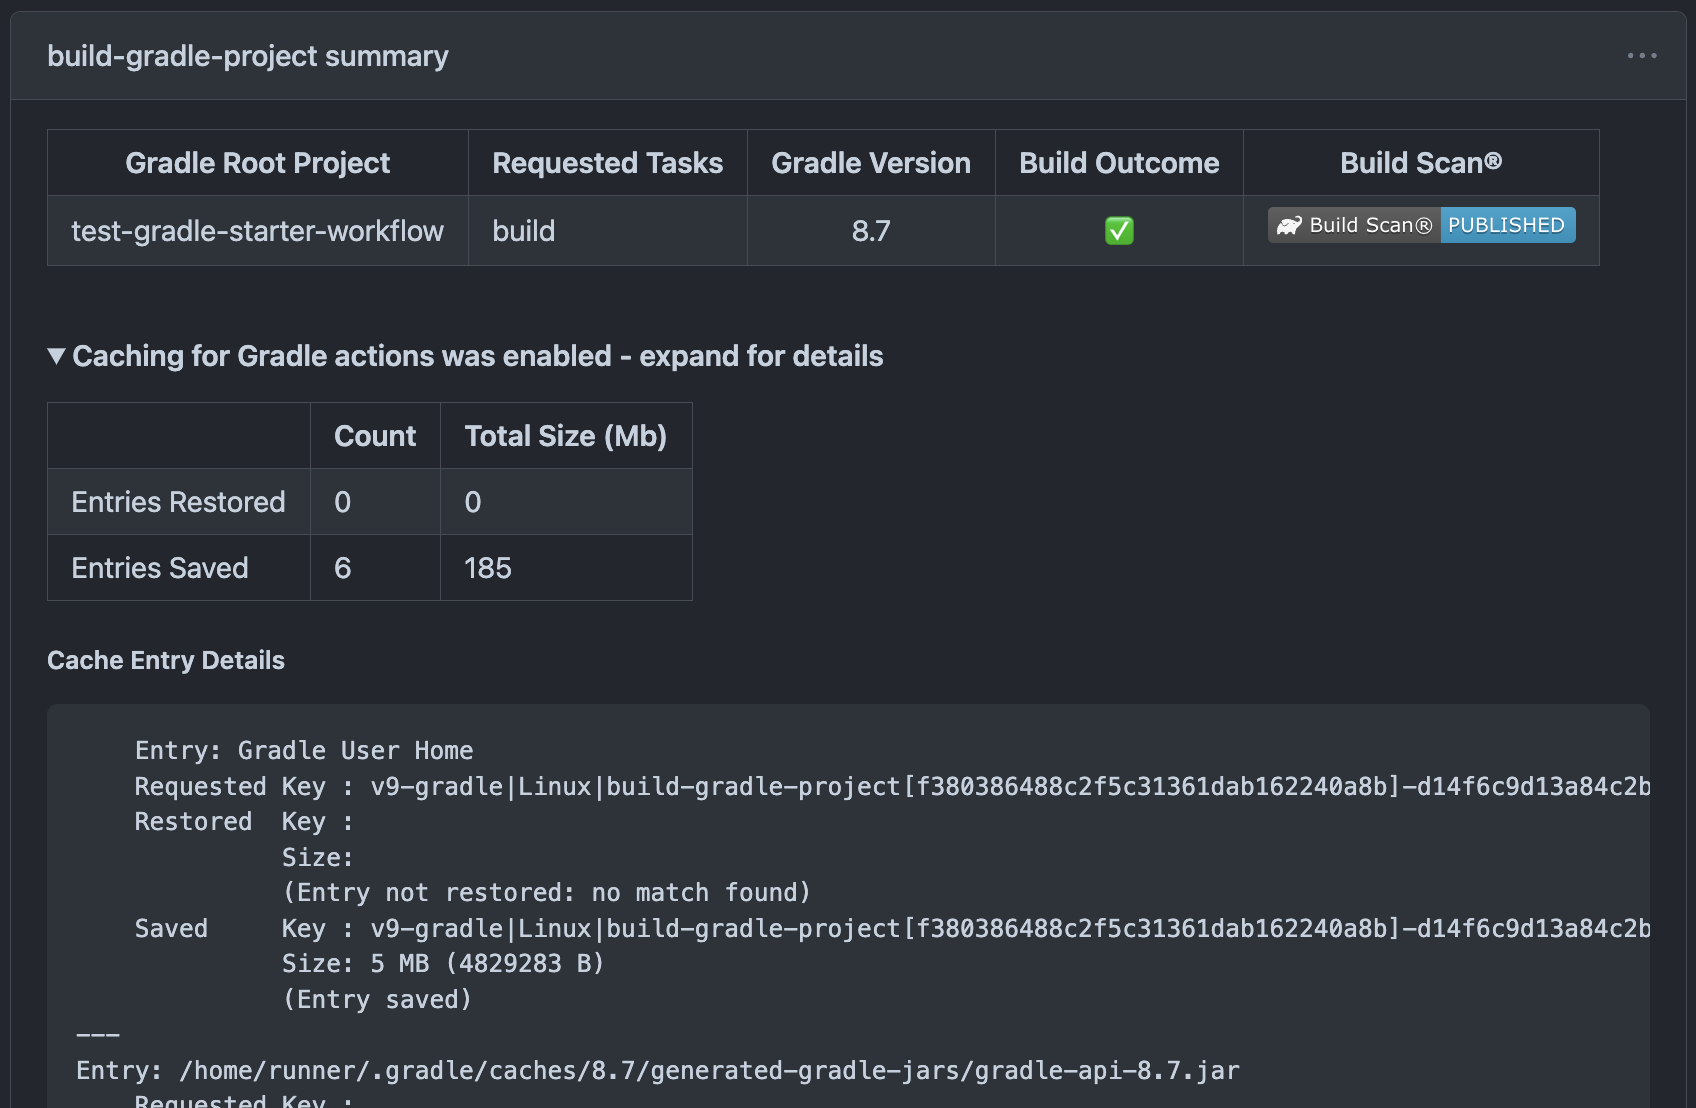 build-gradle-project summary
Gradle Root Project Requested Tasks Gradle Version Build Outcome Build Scan®
test-gradle-starter-workflow build 8.7 ✅ Build Scan® PUBLISHED
▼ Caching for Gradle actions was enabled - expand for details
Count Total Size (Mb)
Entries Restored 0 0
Entries Saved 6 185
Cache Entry Details
Entry: Gradle User Home
Requested Key : v9-gradle|Linux|build-gradle-project[f380386488c2f5c31361dab162240a8b]-d14f6c9d13a84c2b
Restored Key :
Size:
(Entry not restored: no match found)
Saved Key : v9-gradle|Linux|build-gradle-project[f380386488c2f5c31361dab162240a8b]-d14f6c9d13a84c2b
Size: 5 MB (4829283 B)
(Entry saved)
---
Entry: /home/runner/.gradle/caches/8.7/generated-gradle-jars/gradle-api-8.7.jar
Requested Key :